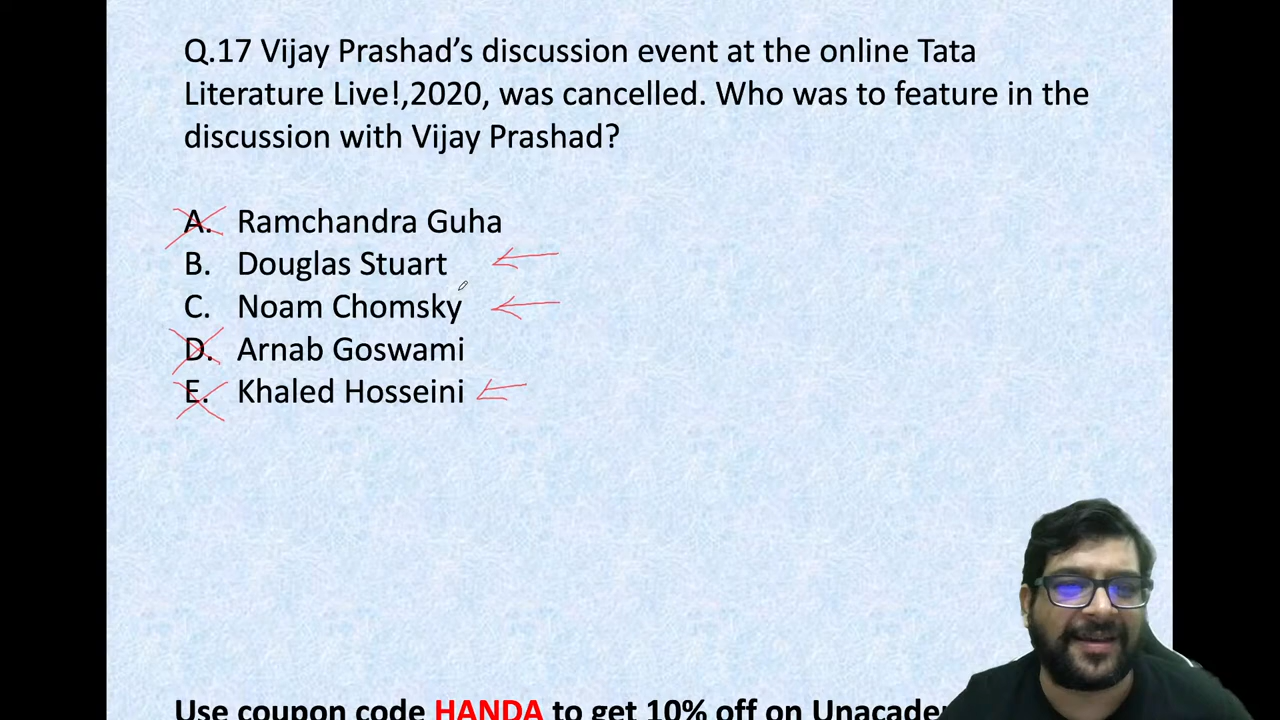 Q.17 Vijay Prashad’s discussion event at the online Tata
Literature Live!,2020, was cancelled. Who was to feature in the
discussion with Vijay Prashad?
A. Ramchandra Guha
B. Douglas Stuart
C. Noam Chomsky
D. Arnab Goswami
E. Khaled Hosseini
Use coupon code HANDA to get 10% off on